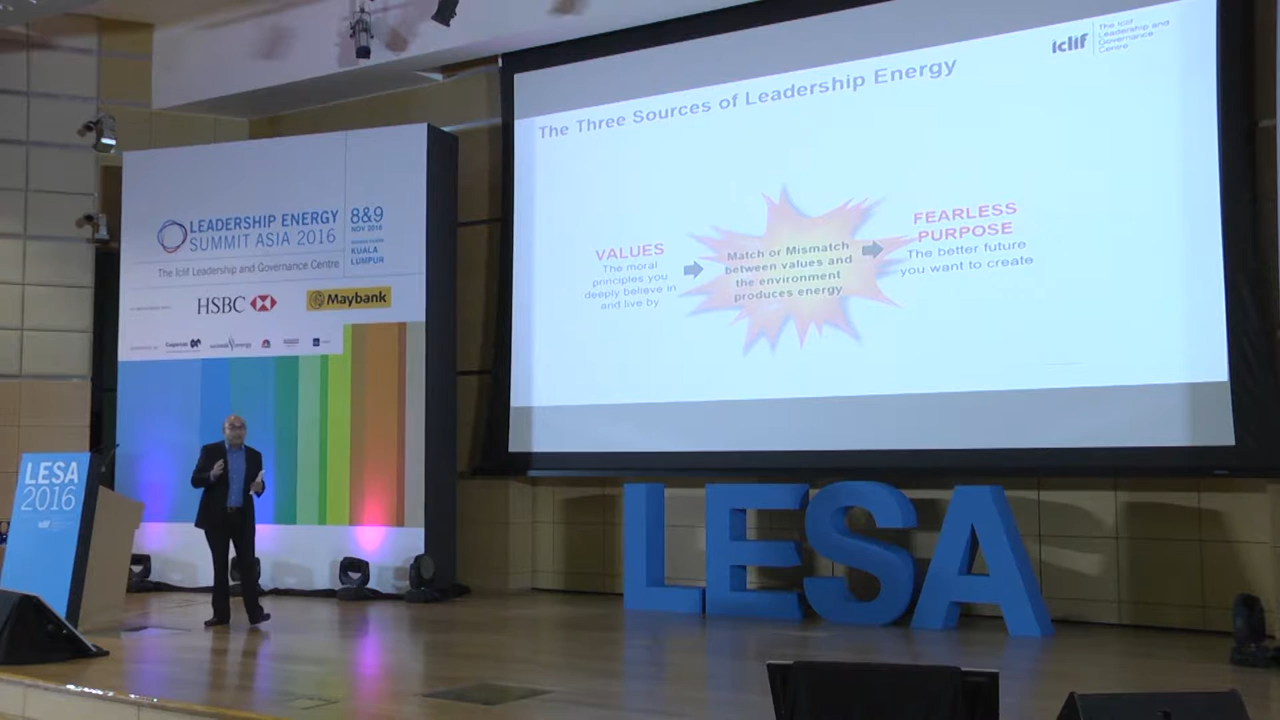 The Three Sources of Leadership Energy
iclif
The Iclif
Leadership and
Governance
Centre
VALUES
The moral
principles you
deeply believe in
and live by
Match or Mismatch
between values and
the environment
produces energy
FEARLESS
PURPOSE
The better future
you want to create
LEADERSHIP ENERGY
SUMMIT ASIA 2016
8&9
NOV 2016
KUALA
LUMPUR
The Iclif Leadership and Governance Centre
HSBC
Maybank
LESA
2016
LESA